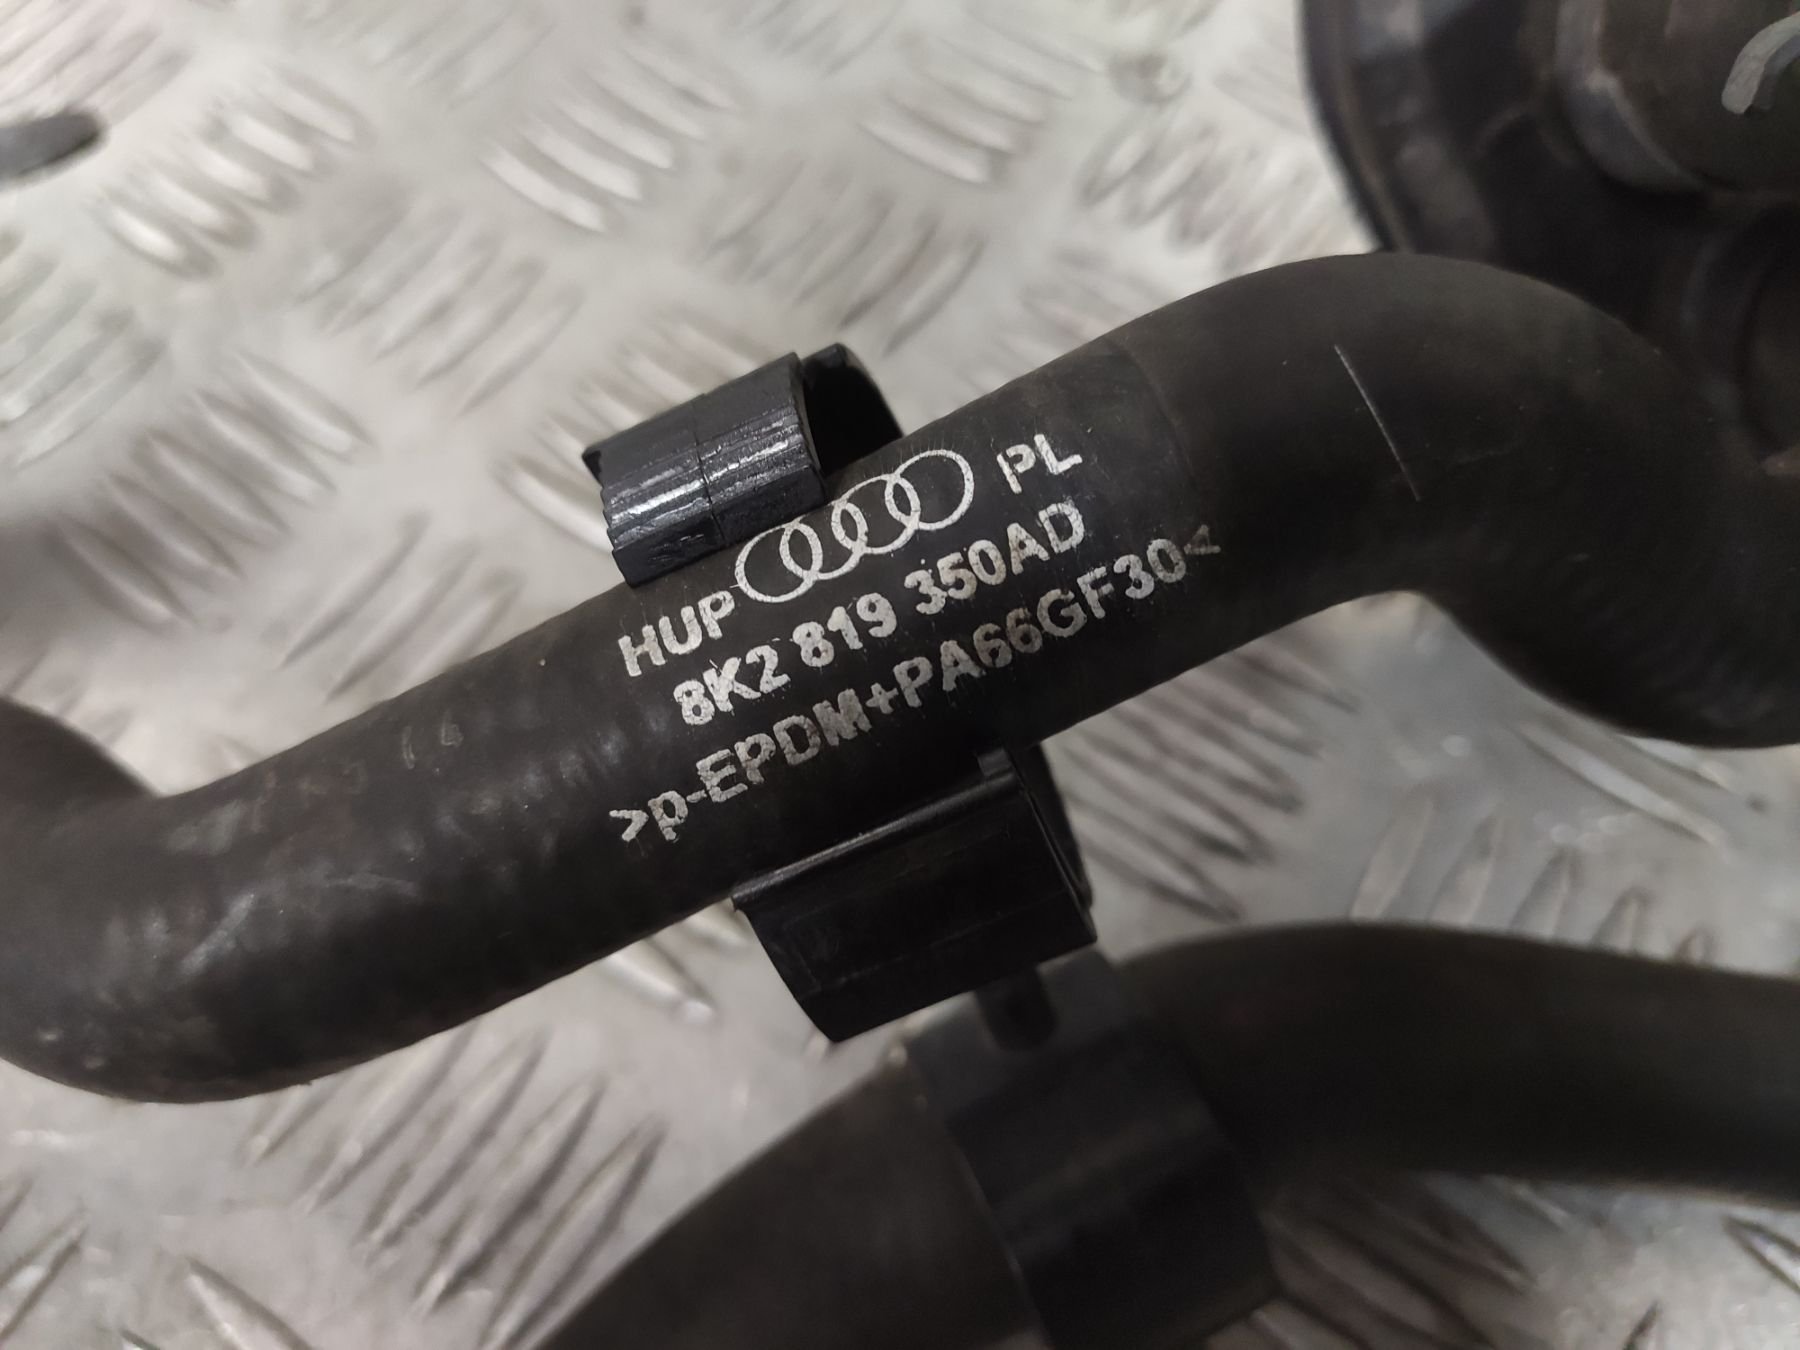 HUP PL
8K2 819 350AD
>p-EPDM+PA66GF30<